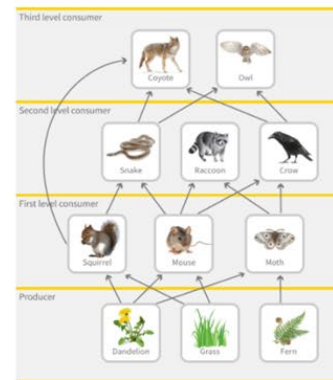 Third level consumer
Coyote
Owl
Second level consumer
Snake
Raccoon
Crow
First level consumer
Squirrel
Mouse
Moth
Producer
Dandelion
Grass
Fern